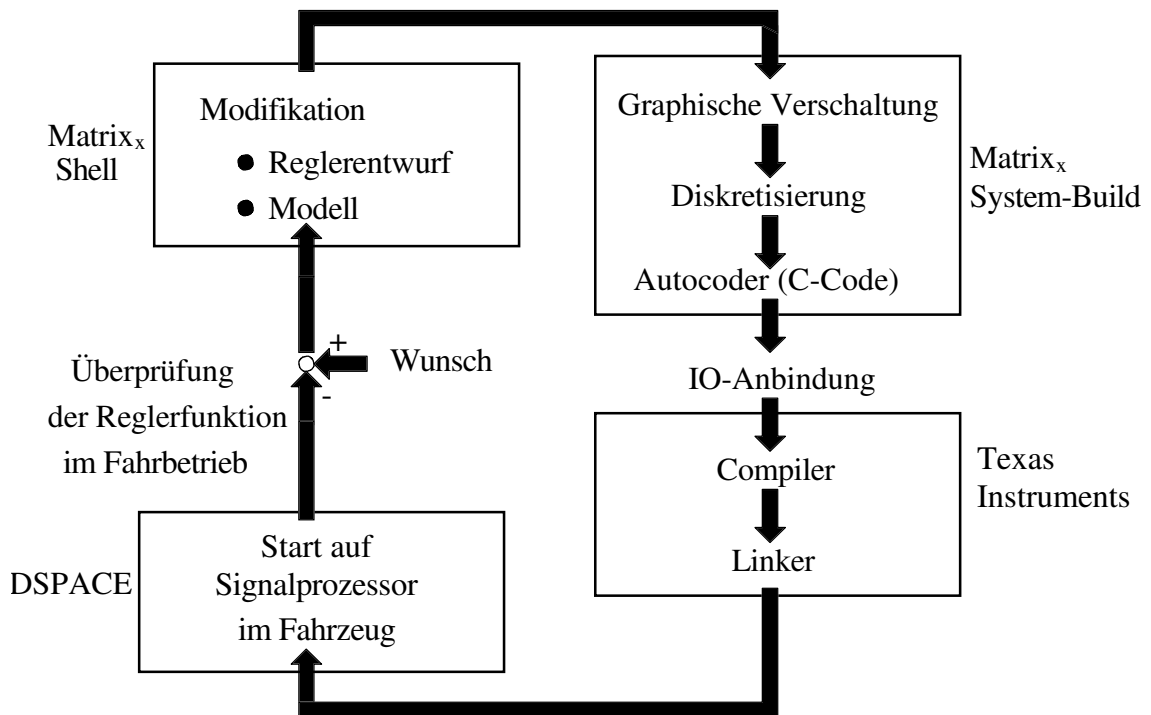 Matrixx
Shell
Modifikation
● Reglerentwurf
● Modell
Graphische Verschaltung
Diskretisierung
Autocoder (C-Code)
Matrixx
System-Build
+
Wunsch
-
Überprüfung
der Reglerfunktion
im Fahrbetrieb
IO-Anbindung
Compiler
Linker
Texas
Instruments
DSPACE
Start auf
Signalprozessor
im Fahrzeug